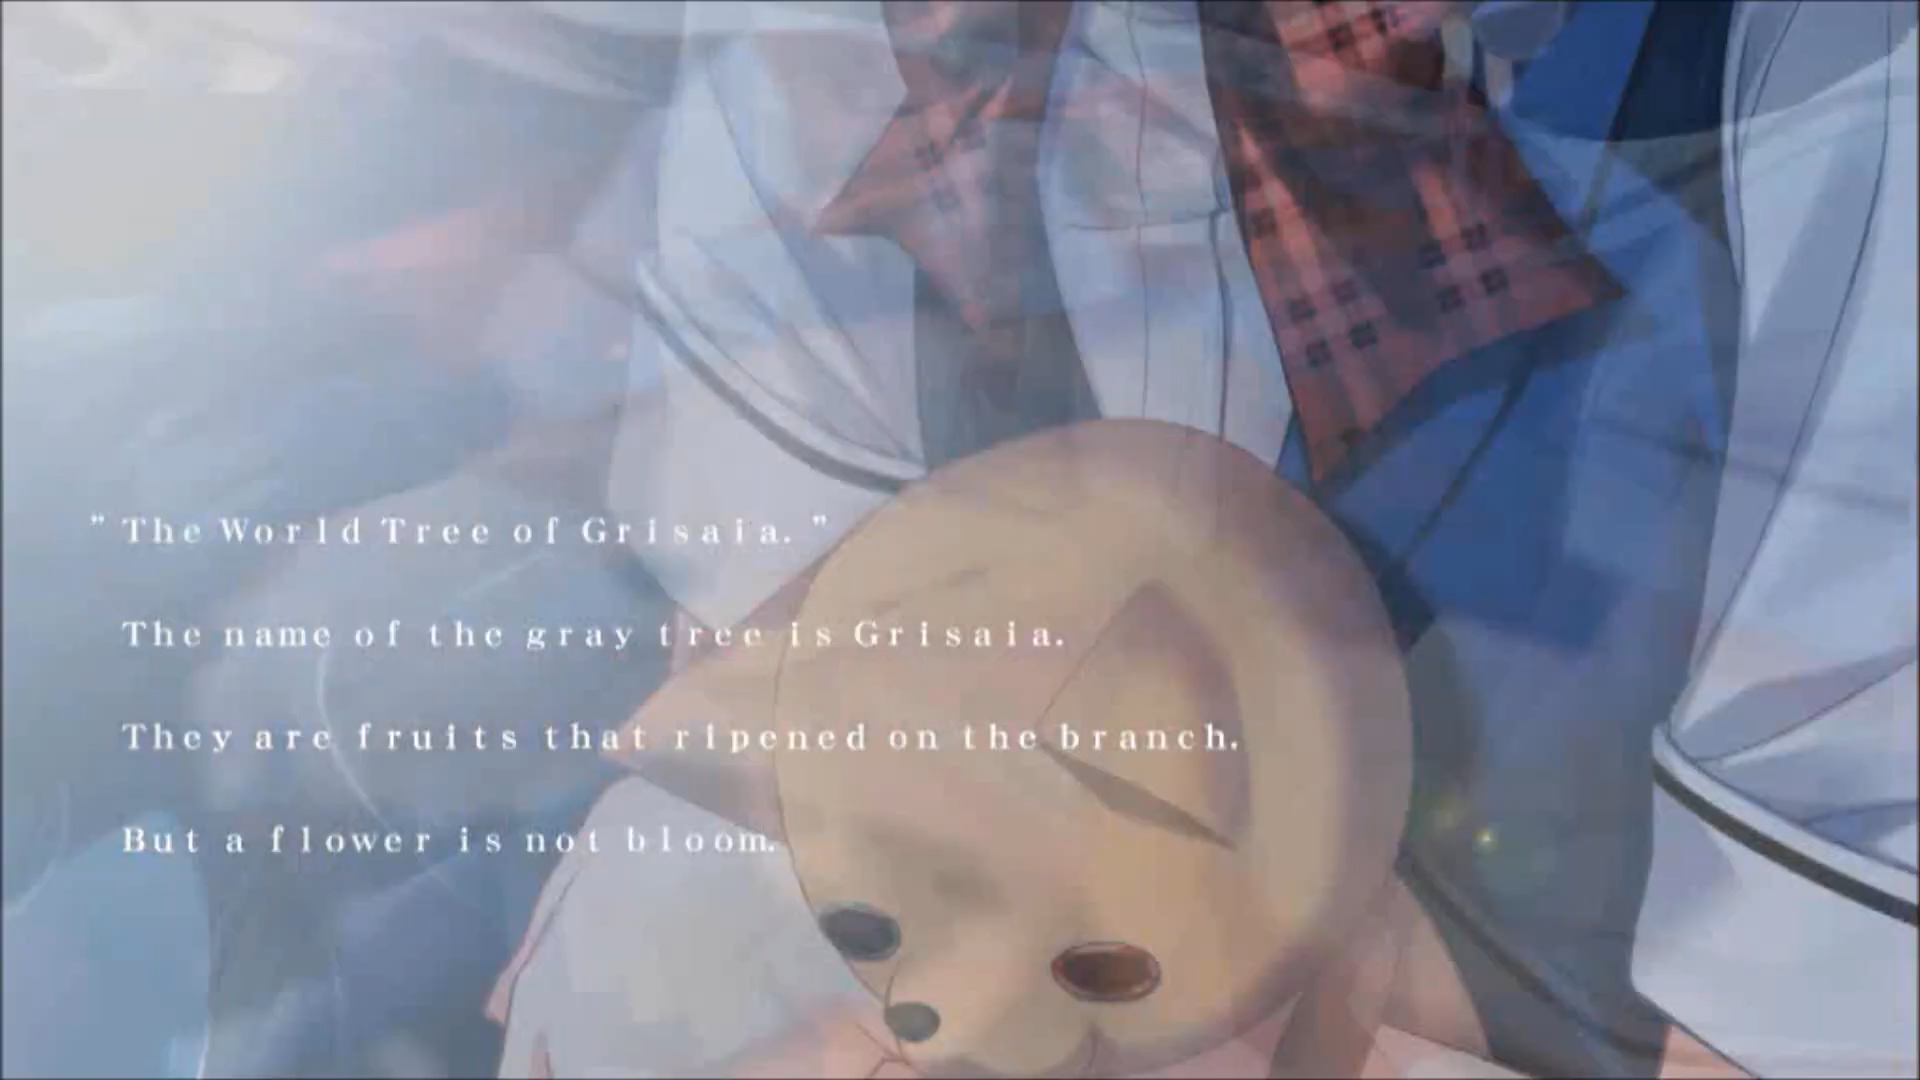 "The World Tree of Grisaia."
The name of the gray tree is Grisaia.
They are fruits that ripened on the branch.
But a flower is not bloom.